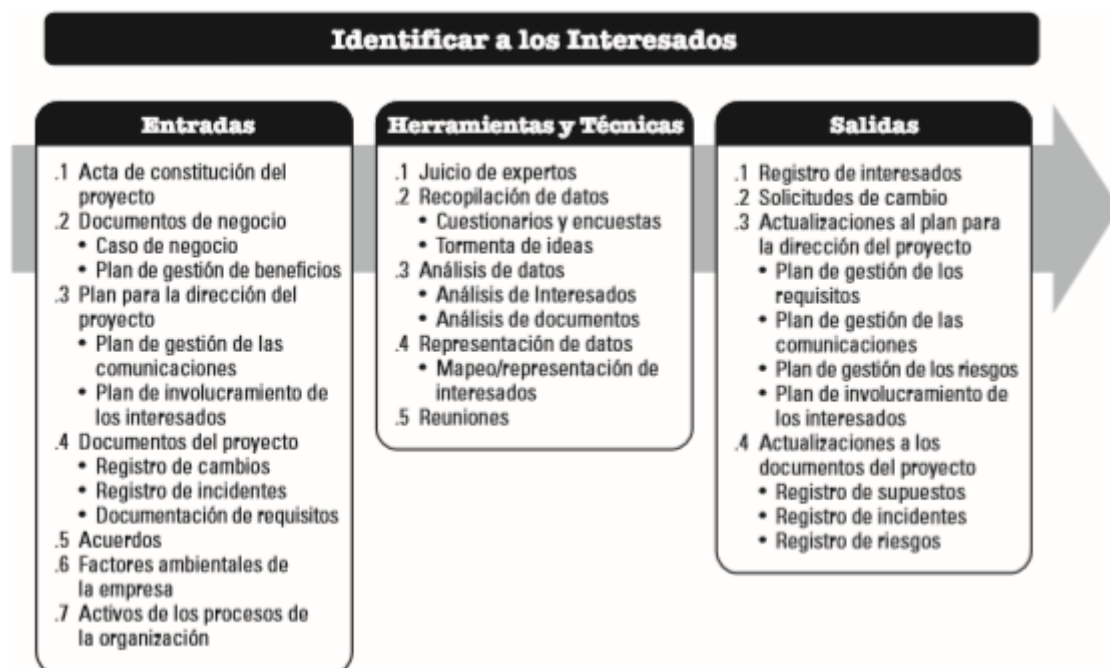 Identificar a los Interesados
Entradas
.1 Acta de constitución del
proyecto
.2 Documentos de negocio
• Caso de negocio
• Plan de gestión de beneficios
.3 Plan para la dirección del
proyecto
• Plan de gestión de las
comunicaciones
• Plan de involucramiento de
los interesados
.4 Documentos del proyecto
• Registro de cambios
• Registro de incidentes
• Documentación de requisitos
.5 Acuerdos
.6 Factores ambientales de
la empresa
.7 Activos de los procesos de
la organización
Herramientas y Técnicas
.1 Juicio de expertos
.2 Recopilación de datos
• Cuestionarios y encuestas
• Tormenta de ideas
.3 Análisis de datos
• Análisis de Interesados
• Análisis de documentos
.4 Representación de datos
• Mapeo/representación de
interesados
.5 Reuniones
Salidas
.1 Registro de interesados
.2 Solicitudes de cambio
.3 Actualizaciones al plan para
la dirección del proyecto
• Plan de gestión de los
requisitos
• Plan de gestión de las
comunicaciones
• Plan de gestión de los riesgos
• Plan de involucramiento de
los interesados
.4 Actualizaciones a los
documentos del proyecto
• Registro de supuestos
• Registro de incidentes
• Registro de riesgos